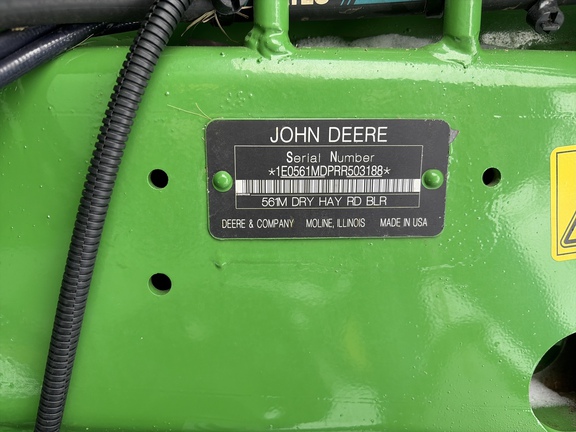 JOHN DEERE
Serial Number
*1E0561MDPRR503188*
561M DRY HAY RD BLR
DEERE & COMPANY MOLINE, ILLINOIS MADE IN USA